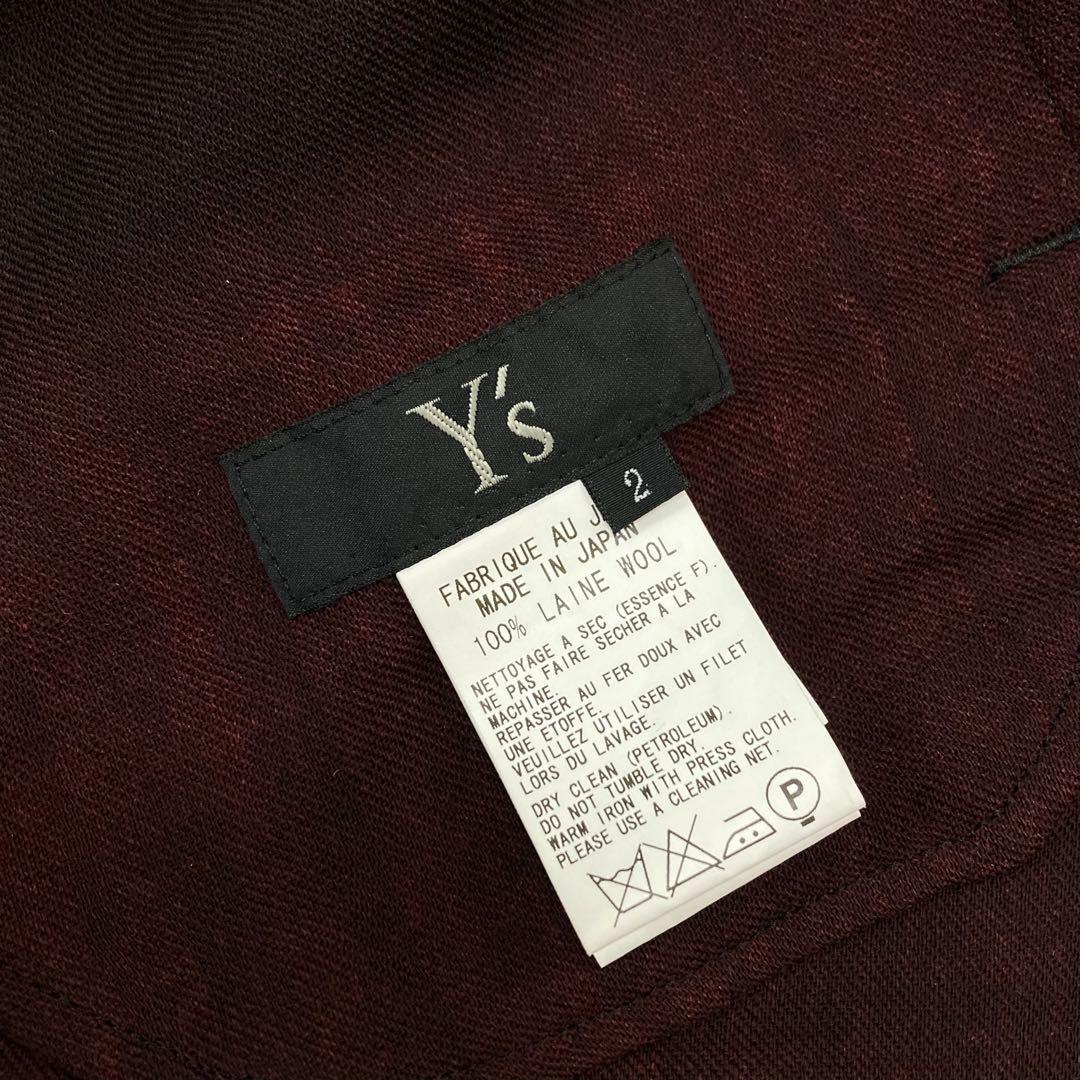 Y's
2
FABRIQUE AU
MADE IN JAPAN
100% LAINE WOOL
NETTOYAGE A SEC (ESSENCE F).
NE PAS FAIRE SECHER A LA
MACHINE.
REPASSER AU FER DOUX AVEC
UNE ETOFFE.
VEUILLEZ UTILISER UN FILET
LORS DU LAVAGE.
DRY CLEAN (PETROLEUM).
DO NOT TUMBLE DRY.
WARM IRON WITH PRESS CLOTH.
PLEASE USE A CLEANING NET.
P